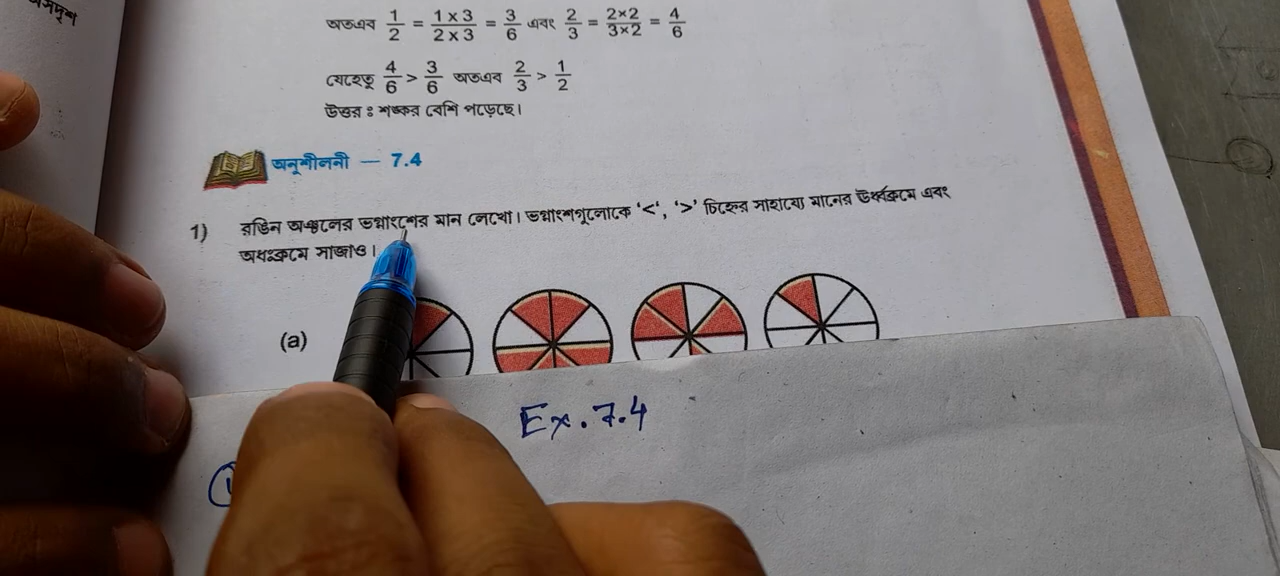 অতএব 1/2 = 1 x 3/2 x 3 = 3/6 এবং 2/3 = 2×2/3×2 = 4/6
যেহেতু 4/6 > 3/6 অতএব 2/3 > 1/2
উত্তর : শঙ্কর বেশি পড়েছে।
অনুশীলনী — 7.4
1) রঙিন অঞ্চলের ভগ্নাংশের মান লেখো। ভগ্নাংশগুলোকে ‘<‘, ‘>’ চিহ্নের সাহায্যে মানের ঊর্ধ্বক্রমে এবং
অধঃক্রমে সাজাও।
(a)
Ex. 7.4